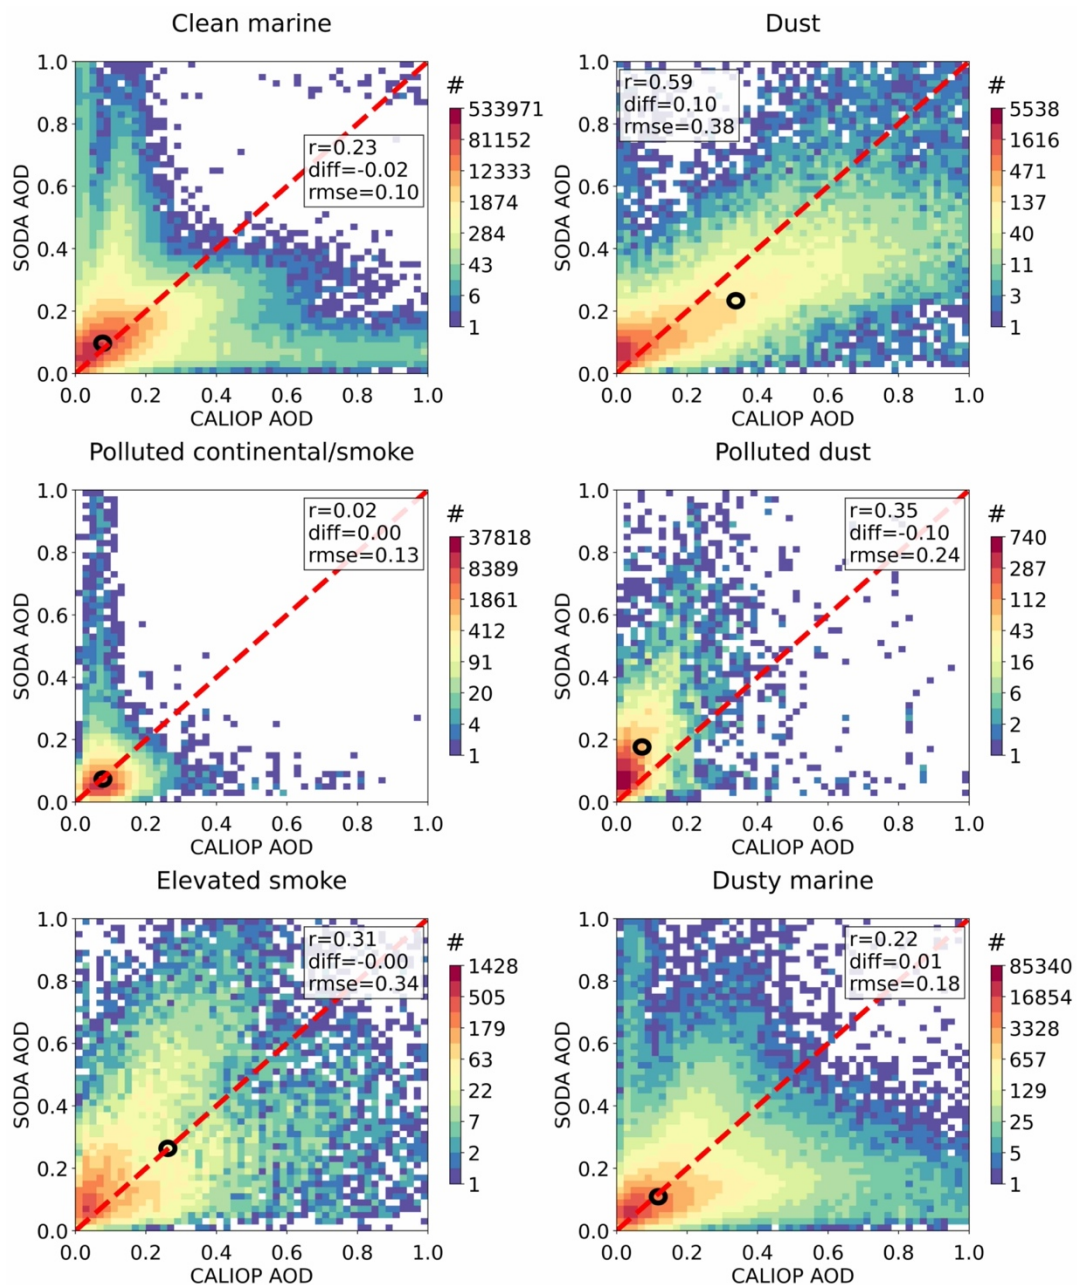 Clean marine
1.0
0.8
0.6
0.4
0.2
0.0
SODA AOD
0.0 0.2 0.4 0.6 0.8 1.0
CALIOP AOD
r=0.23
diff=-0.02
rmse=0.10
#
533971
81152
12333
1874
284
43
6
1
Dust
1.0
0.8
0.6
0.4
0.2
0.0
SODA AOD
0.0 0.2 0.4 0.6 0.8 1.0
CALIOP AOD
r=0.59
diff=0.10
rmse=0.38
#
5538
1616
471
137
40
11
3
1
Polluted continental/smoke
1.0
0.8
0.6
0.4
0.2
0.0
SODA AOD
0.0 0.2 0.4 0.6 0.8 1.0
CALIOP AOD
r=0.02
diff=0.00
rmse=0.13
#
37818
8389
1861
412
91
20
4
1
Polluted dust
1.0
0.8
0.6
0.4
0.2
0.0
SODA AOD
0.0 0.2 0.4 0.6 0.8 1.0
CALIOP AOD
r=0.35
diff=-0.10
rmse=0.24
#
740
287
112
43
16
6
2
1
Elevated smoke
1.0
0.8
0.6
0.4
0.2
0.0
SODA AOD
0.0 0.2 0.4 0.6 0.8 1.0
CALIOP AOD
r=0.31
diff=-0.00
rmse=0.34
#
1428
505
179
63
22
7
2
1
Dusty marine
1.0
0.8
0.6
0.4
0.2
0.0
SODA AOD
0.0 0.2 0.4 0.6 0.8 1.0
CALIOP AOD
r=0.22
diff=0.01
rmse=0.18
#
85340
16854
3328
657
129
25
5
1